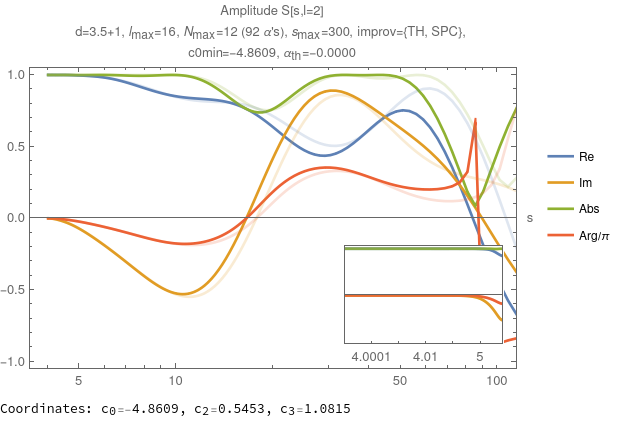 Amplitude S[s,l=2]
d=3.5+1, lmax=16, Nmax=12 (92 α's), smax=300, improv={TH, SPC},
c0min=-4.8609, αth=-0.0000
1.0
0.5
0.0
-0.5
-1.0
s
Re
Im
Abs
Arg/π
4.0001 4.01 5
5 10 50 100
Coordinates: c0=-4.8609, c2=0.5453, c3=1.0815